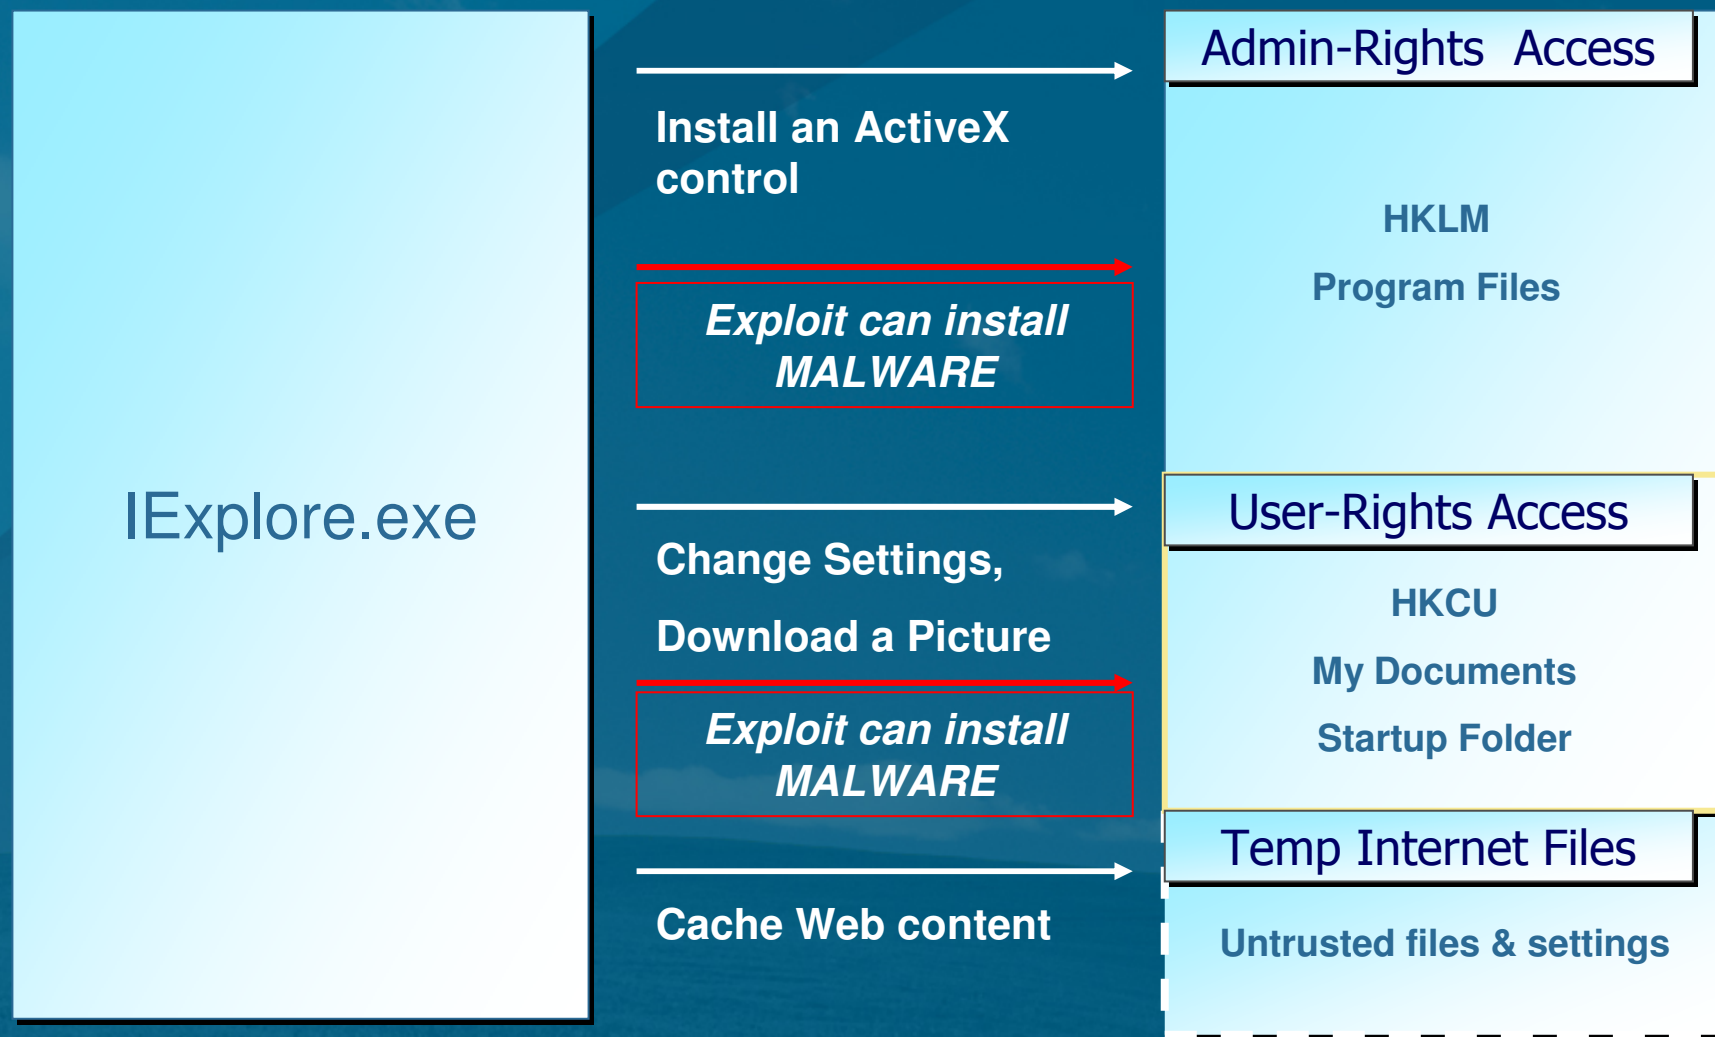 IExplore.exe
Install an ActiveX
control
Exploit can install
MALWARE
Change Settings,
Download a Picture
Exploit can install
MALWARE
Cache Web content
Admin-Rights Access
HKLM
Program Files
User-Rights Access
HKCU
My Documents
Startup Folder
Temp Internet Files
Untrusted files & settings